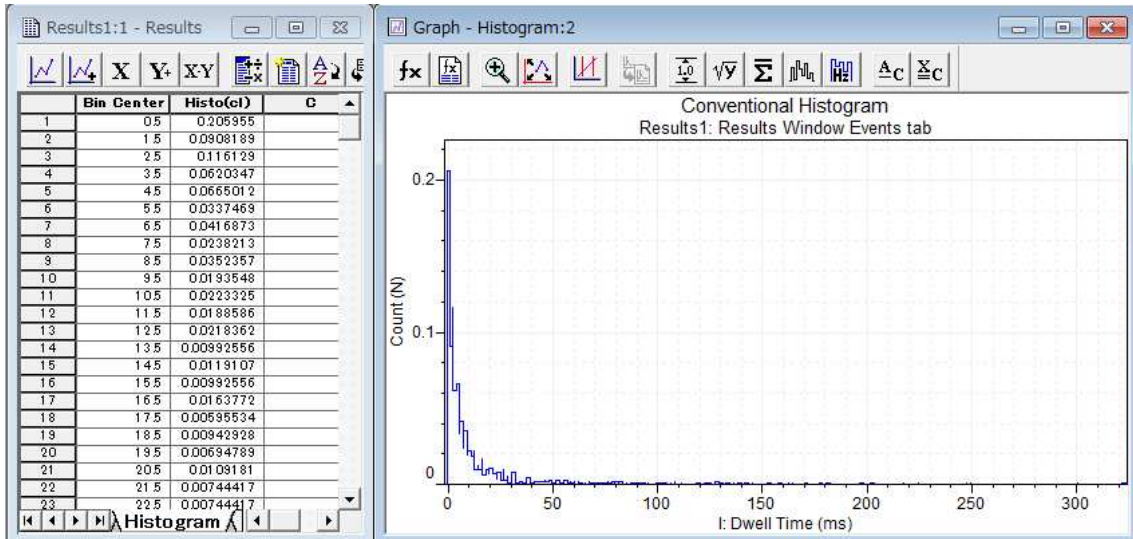 Results1:1 - Results
X Y+ X-Y
Bin Center Histo(cl) C
1 0.5 0.205955
2 1.5 0.0908189
3 2.5 0.116129
4 3.5 0.0620347
5 4.5 0.0665012
6 5.5 0.0337469
7 6.5 0.0416873
8 7.5 0.0238213
9 8.5 0.0352357
10 9.5 0.0193548
11 10.5 0.0223325
12 11.5 0.0188586
13 12.5 0.0218362
14 13.5 0.00992556
15 14.5 0.0119107
16 15.5 0.00992556
17 16.5 0.0163772
18 17.5 0.00595534
19 18.5 0.00942928
20 19.5 0.00694789
21 20.5 0.0109181
22 21.5 0.00744417
23 22.5 0.00744417
Histogram
Graph - Histogram:2
fx fx 1.0 √y Σ Hz A C X C
Conventional Histogram
Results1: Results Window Events tab
0.2
0.1
0
Count (N)
0 50 100 150 200 250 300
I: Dwell Time (ms)